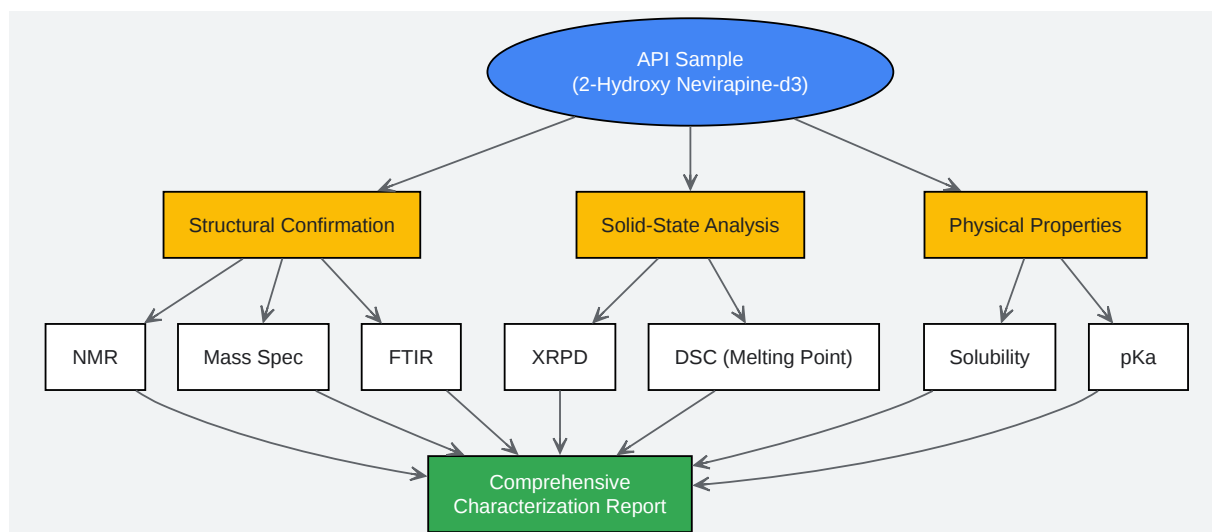 API Sample
(2-Hydroxy Nevirapine-d3)
Structural Confirmation
Solid-State Analysis
Physical Properties
NMR
Mass Spec
FTIR
XRPD
DSC (Melting Point)
Solubility
pKa
Comprehensive
Characterization Report